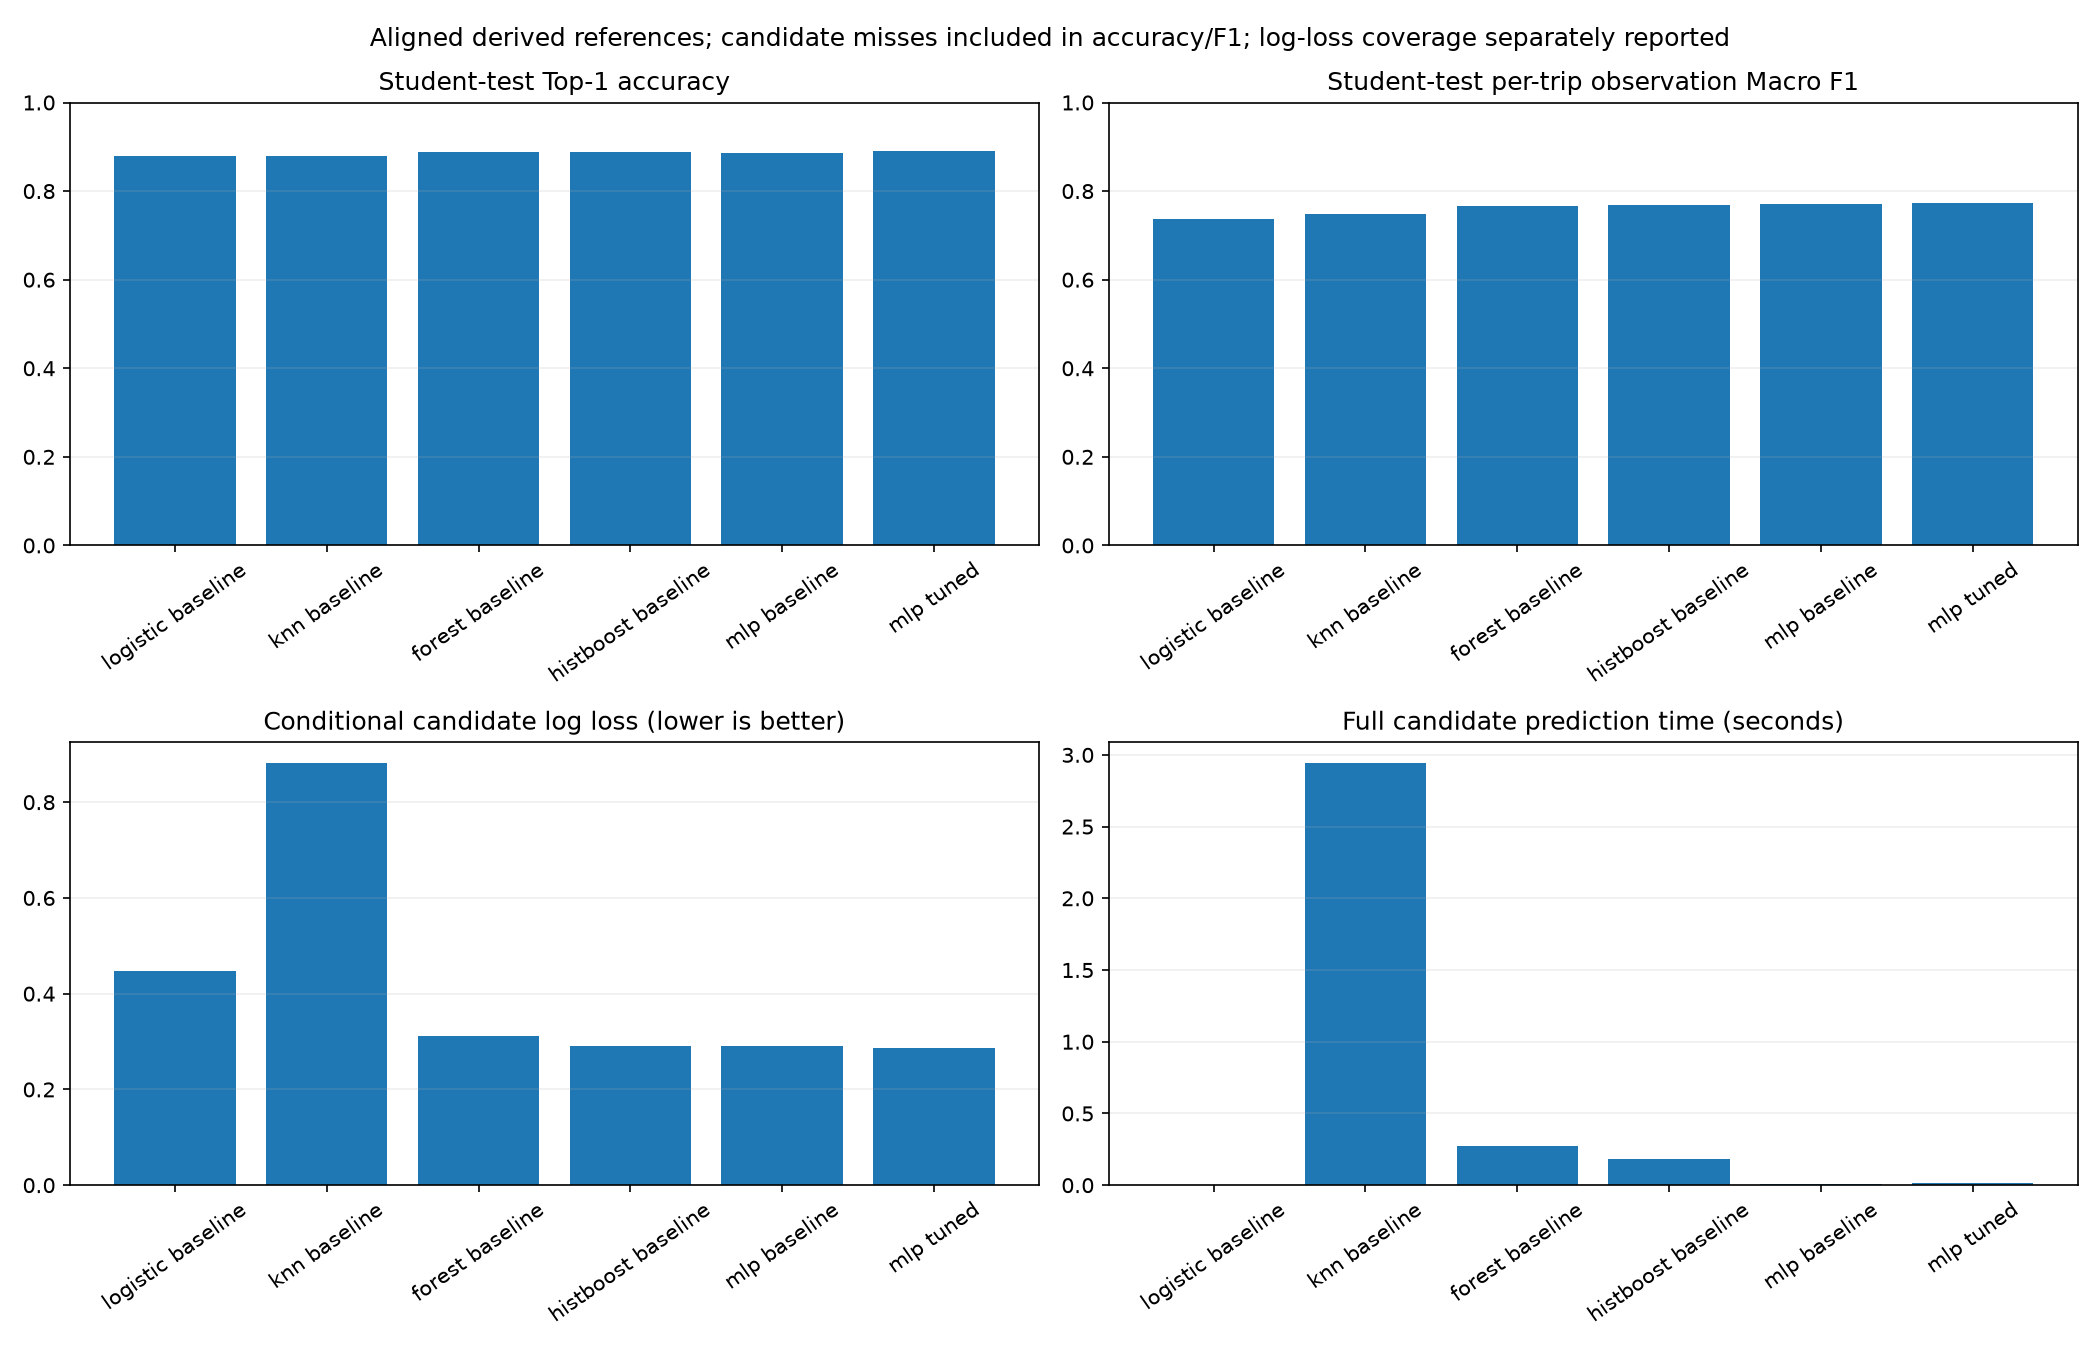 Aligned derived references; candidate misses included in accuracy/F1; log-loss coverage separately reported
Student-test Top-1 accuracy
1.0
0.8
0.6
0.4
0.2
0.0
logistic baseline
knn baseline
forest baseline
histboost baseline
mlp baseline
mlp tuned
Student-test per-trip observation Macro F1
1.0
0.8
0.6
0.4
0.2
0.0
logistic baseline
knn baseline
forest baseline
histboost baseline
mlp baseline
mlp tuned
Conditional candidate log loss (lower is better)
0.8
0.6
0.4
0.2
0.0
logistic baseline
knn baseline
forest baseline
histboost baseline
mlp baseline
mlp tuned
Full candidate prediction time (seconds)
3.0
2.5
2.0
1.5
1.0
0.5
0.0
logistic baseline
knn baseline
forest baseline
histboost baseline
mlp baseline
mlp tuned